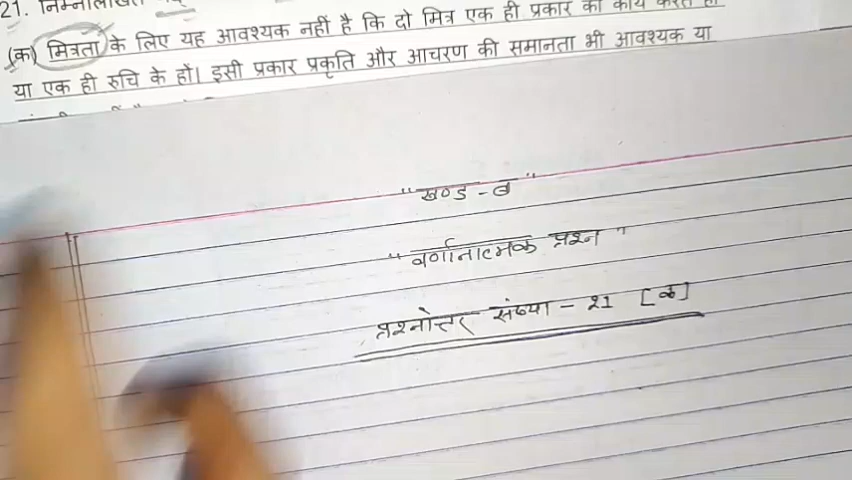 21. निम्नलिखित
(क) मित्रता के लिए यह आवश्यक नहीं है कि दो मित्र एक ही प्रकार का कार्य करते हों
या एक ही रुचि के हों। इसी प्रकार प्रकृति और आचरण की समानता भी आवश्यक या
"खण्ड - ब"
"वर्णनात्मक प्रश्न"
प्रश्नोत्तर संख्या - 21 [क]